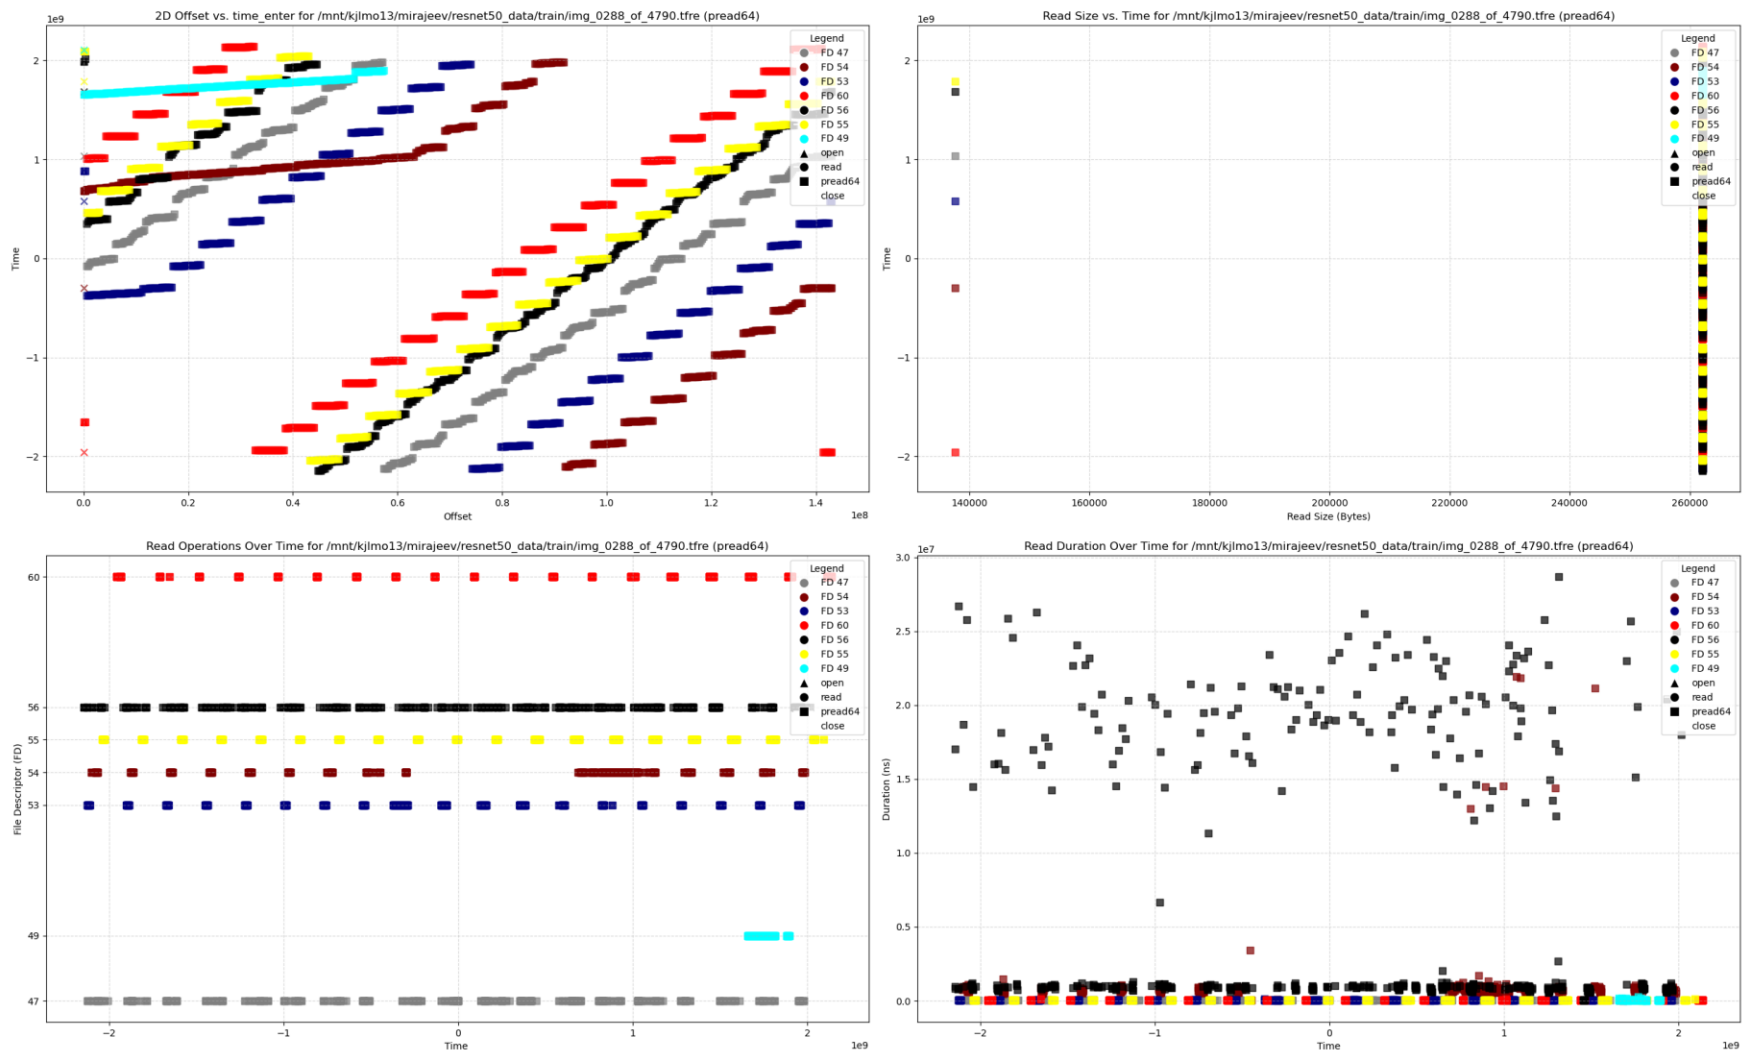 2D Offset vs. time_enter for /mnt/kjlmo13/mirajeev/resnet50_data/train/img_0288_of_4790.tfre (pread64)
1e9
Legend
FD 47
FD 54
FD 53
FD 60
FD 56
FD 55
FD 49
open
read
pread64
close
2
1
0
−1
−2
Time
0.0 0.2 0.4 0.6 0.8 1.0 1.2 1.4
1e8
Offset
Read Size vs. Time for /mnt/kjlmo13/mirajeev/resnet50_data/train/img_0288_of_4790.tfre (pread64)
1e9
Legend
FD 47
FD 54
FD 53
FD 60
FD 56
FD 55
FD 49
open
read
pread64
close
2
1
0
−1
−2
Time
140000 160000 180000 200000 220000 240000 260000
Read Size (Bytes)
Read Operations Over Time for /mnt/kjlmo13/mirajeev/resnet50_data/train/img_0288_of_4790.tfre (pread64)
Legend
FD 47
FD 54
FD 53
FD 60
FD 56
FD 55
FD 49
open
read
pread64
close
60
56
55
54
53
49
47
File Descriptor (FD)
−2 −1 0 1 2
1e9
Time
Read Duration Over Time for /mnt/kjlmo13/mirajeev/resnet50_data/train/img_0288_of_4790.tfre (pread64)
1e7
Legend
FD 47
FD 54
FD 53
FD 60
FD 56
FD 55
FD 49
open
read
pread64
close
3.0
2.5
2.0
1.5
1.0
0.5
0.0
Duration (ns)
−2 −1 0 1 2
1e9
Time